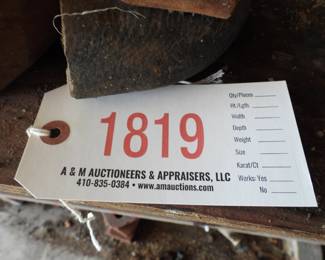 Qty/Pieces
Ht./Lgth
Width
Depth
Weight
Size
Karat/Ct
Works: Yes
No
1819
A & M AUCTIONEERS & APPRAISERS, LLC
410-835-0384 • www.amauctions.com